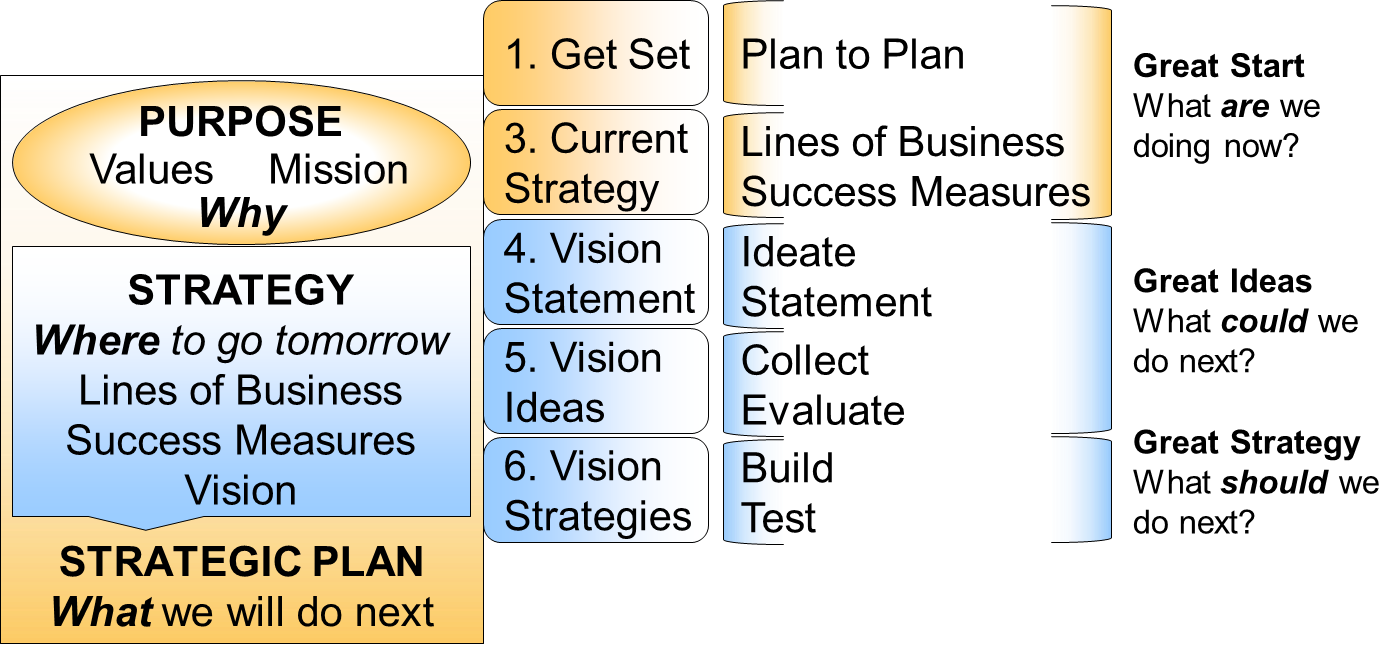 PURPOSE
Values Mission
Why
STRATEGY
Where to go tomorrow
Lines of Business
Success Measures
Vision
STRATEGIC PLAN
What we will do next
1. Get Set
Plan to Plan
3. Current
Strategy
Lines of Business
Success Measures
4. Vision
Statement
Ideate
Statement
5. Vision
Ideas
Collect
Evaluate
6. Vision
Strategies
Build
Test
Great Start
What are we
doing now?
Great Ideas
What could we
do next?
Great Strategy
What should we
do next?